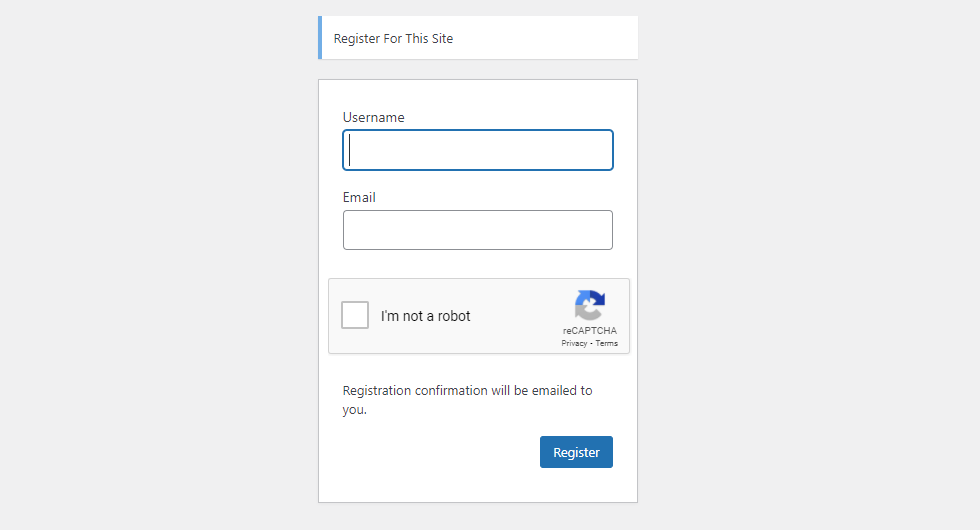 Register For This Site
Username
Email
I'm not a robot
reCAPTCHA
Privacy - Terms
Registration confirmation will be emailed to
you.
Register